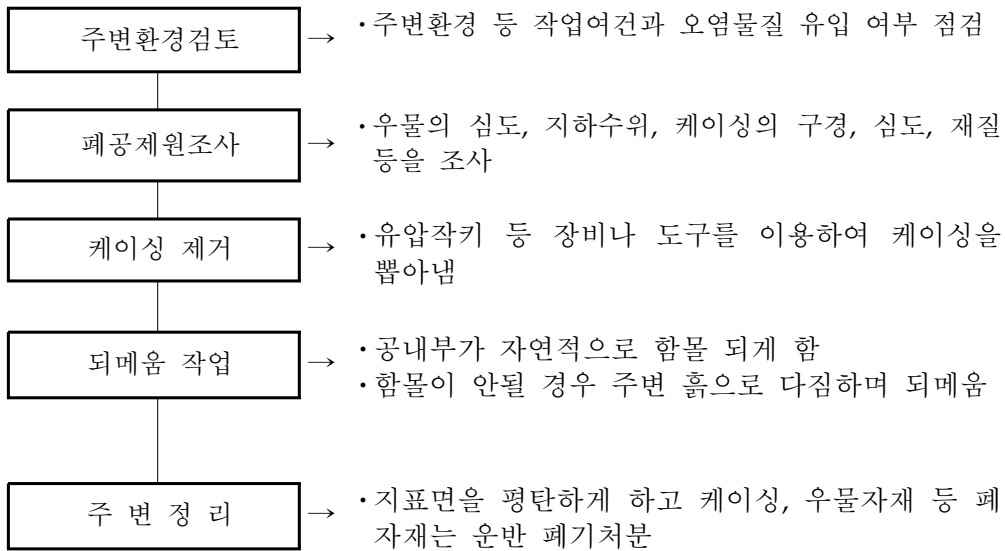 주변환경검토 → ·주변환경 등 작업여건과 오염물질 유입 여부 점검
폐공제원조사 → ·우물의 심도, 지하수위, 케이싱의 구경, 심도, 재질
등을 조사
케이싱 제거 → ·유압작키 등 장비나 도구를 이용하여 케이싱을
뽑아냄
되메움 작업 → ·공내부가 자연적으로 함몰 되게 함
·함몰이 안될 경우 주변 흙으로 다짐하며 되메움
주 변 정 리 → ·지표면을 평탄하게 하고 케이싱, 우물자재 등 폐
자재는 운반 폐기처분